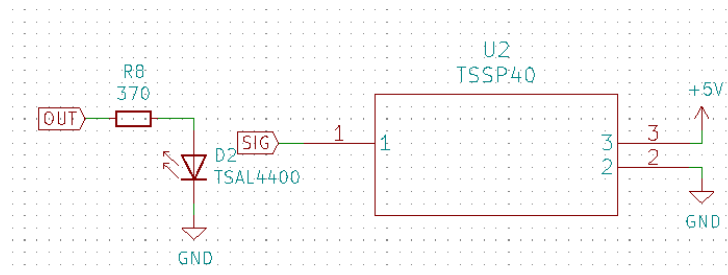 R8
370
OUT
D2
TSAL4400
GND
U2
TSSP40
SIG
1
1
3
3
2
2
+5V
GND